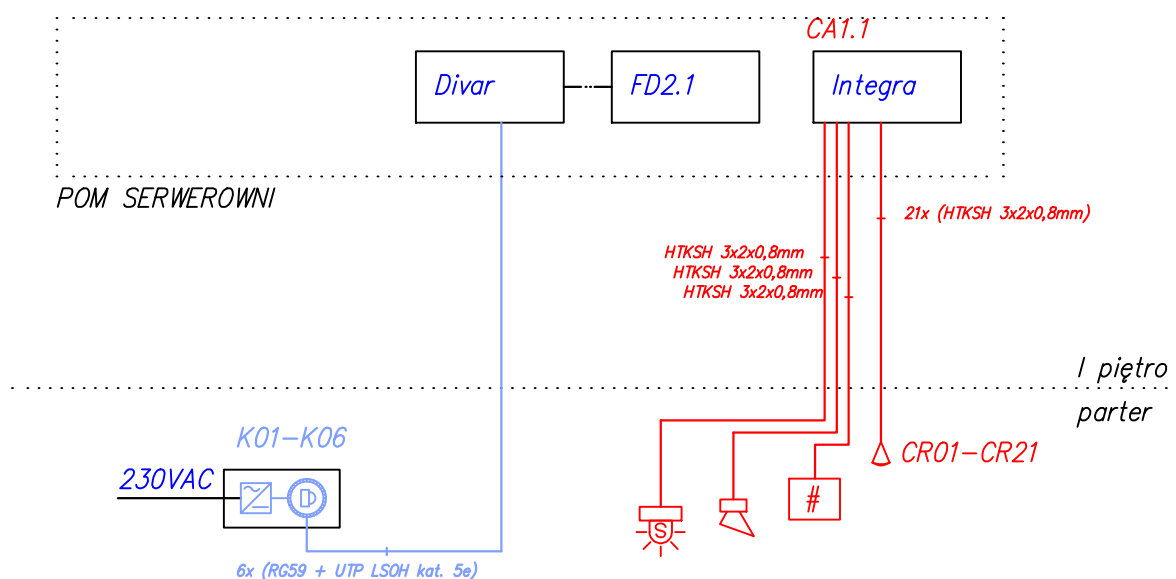 CA1.1
Divar
FD2.1
Integra
POM SERWEROWNI
21x (HTKSH 3x2x0,8mm)
HTKSH 3x2x0,8mm
HTKSH 3x2x0,8mm
HTKSH 3x2x0,8mm
I piętro
parter
K01-K06
CR01-CR21
230VAC
#
S
6x (RG59 + UTP LSOH kat. 5e)